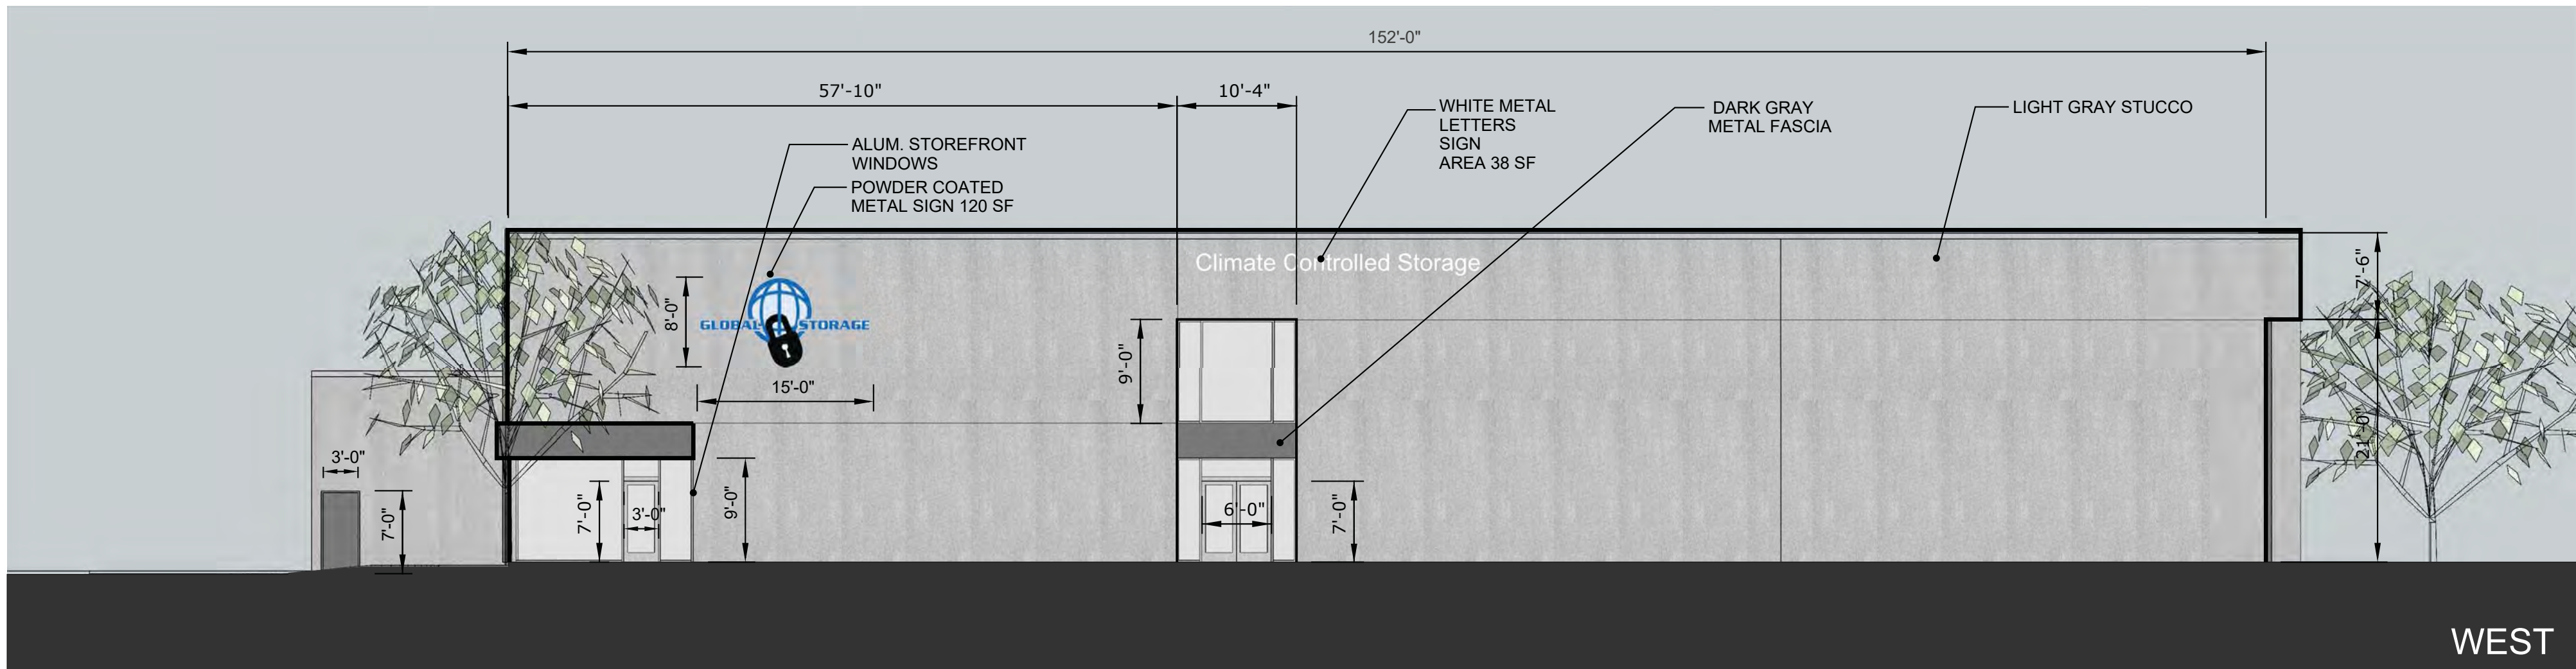 152'-0"
57'-10"
10'-4"
WHITE METAL
LETTERS
SIGN
AREA 38 SF
DARK GRAY
METAL FASCIA
LIGHT GRAY STUCCO
ALUM. STOREFRONT
WINDOWS
POWDER COATED
METAL SIGN 120 SF
Climate Controlled Storage
7'-6"
8'-0"
GLOBAL STORAGE
9'-0"
15'-0"
21'-0"
3'-0"
7'-0"
7'-0"
3'-0"
9'-0"
6'-0"
7'-0"
WEST